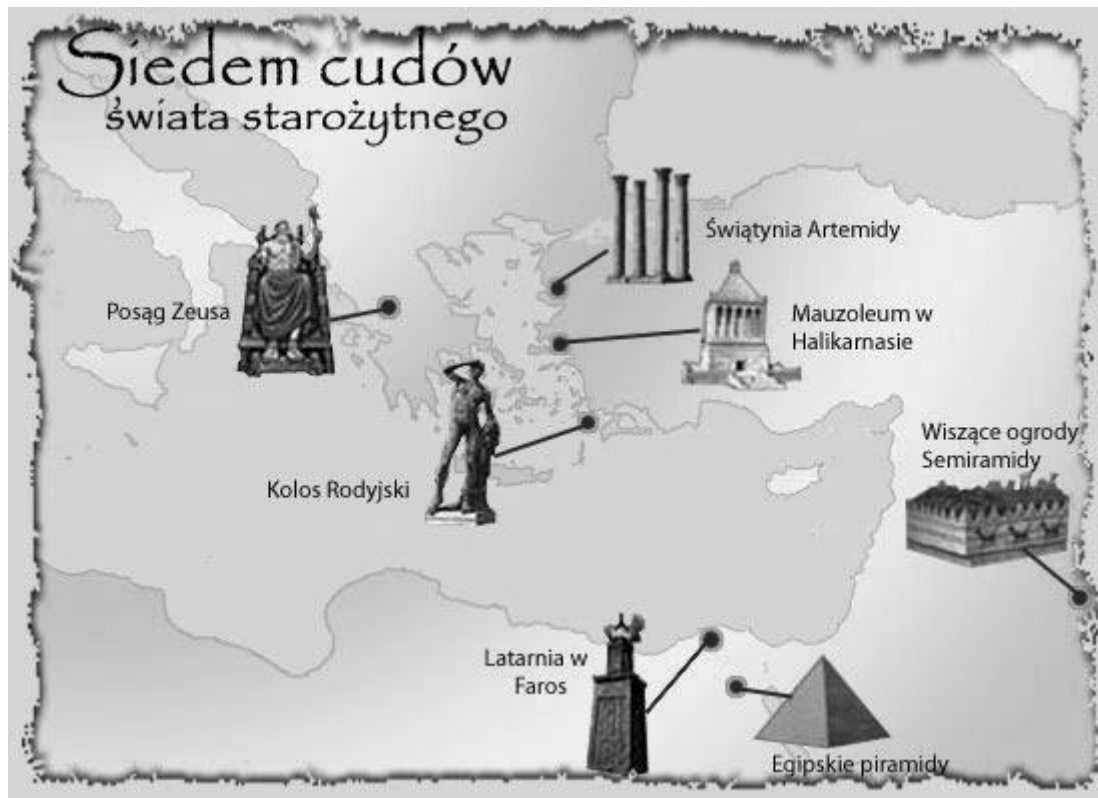 Siedem cudów
świata starożytnego
Świątynia Artemidy
Posąg Zeusa
Mauzoleum w
Halikarnasie
Wiszące ogrody
Semiramidy
Kolos Rodyjski
Latarnia w
Faros
Egipskie piramidy